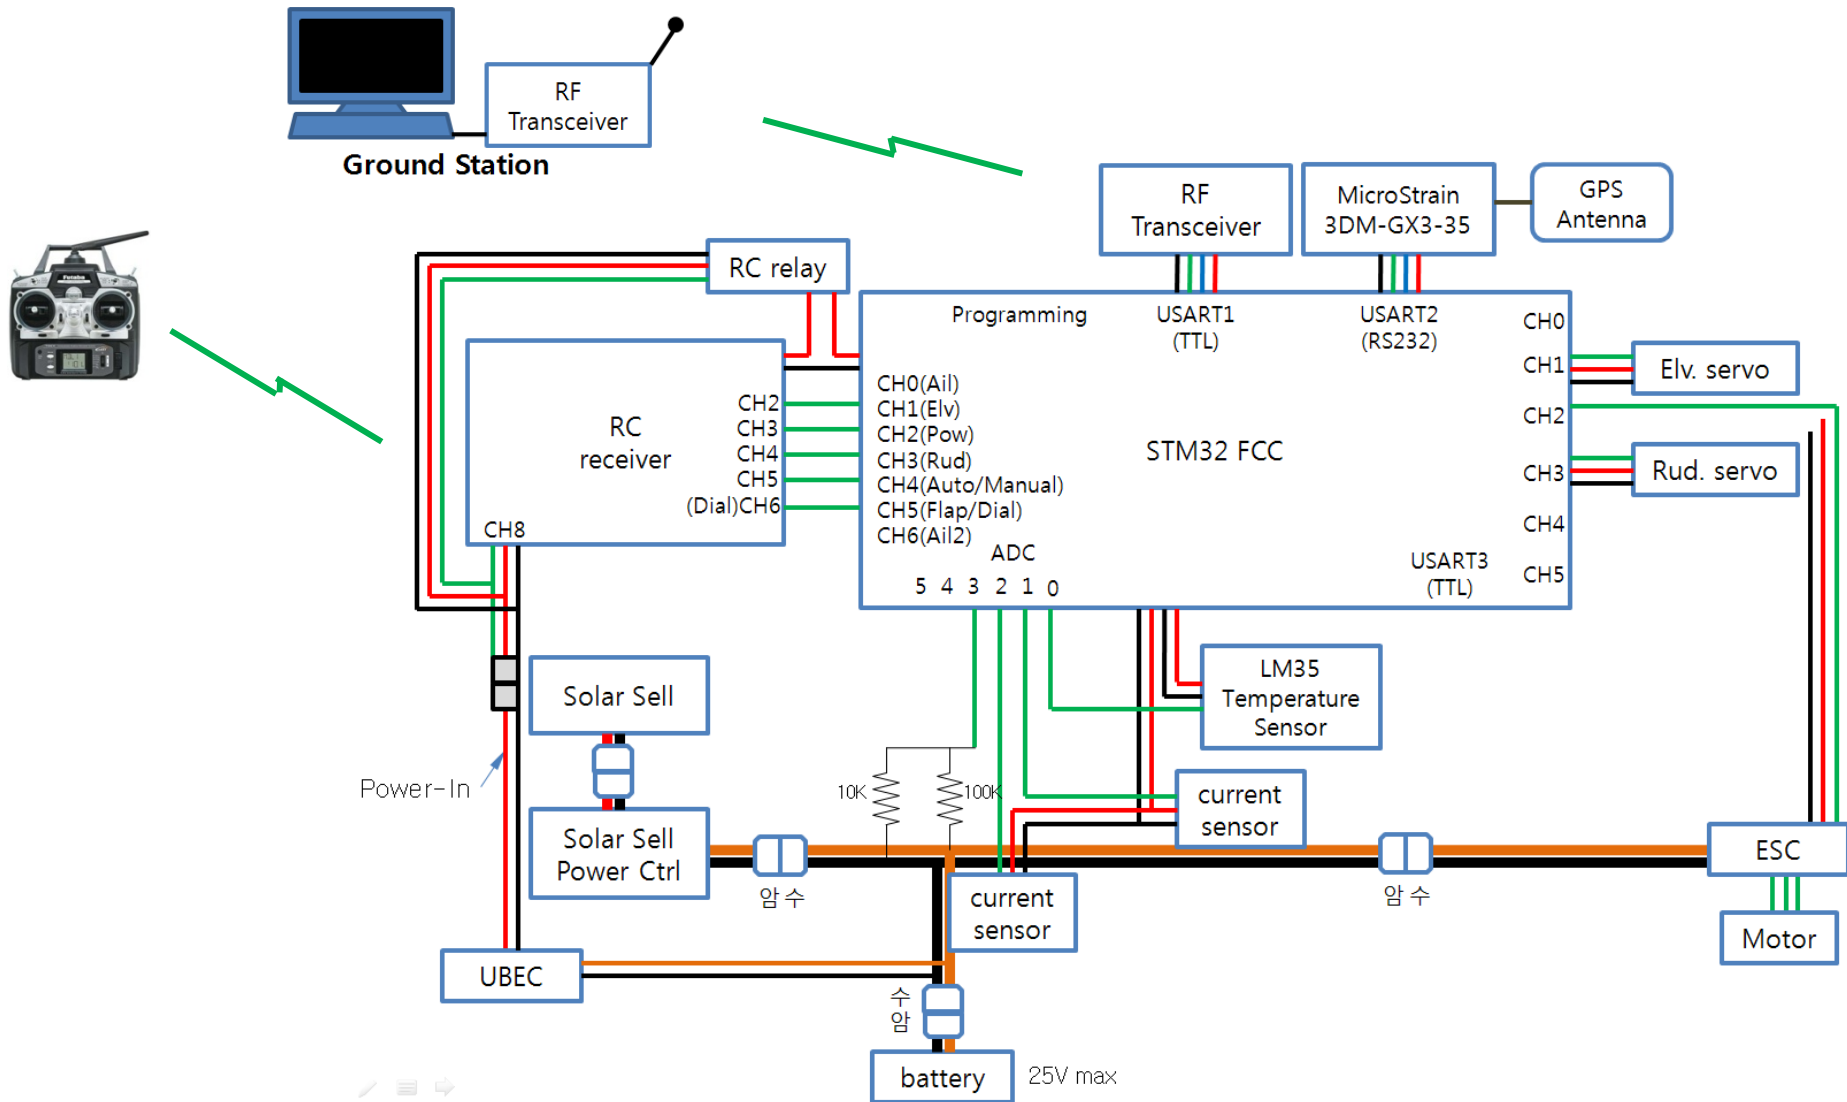 RF
Transceiver
Ground Station
RF
Transceiver
MicroStrain
3DM-GX3-35
GPS
Antenna
Futaba
RC relay
Programming
USART1
(TTL)
USART2
(RS232)
CH0
CH1
CH2
CH3
CH4
CH5
Elv. servo
Rud. servo
RC
receiver
CH2
CH3
CH4
CH5
(Dial)CH6
CH8
CH0(Ail)
CH1(Elv)
CH2(Pow)
CH3(Rud)
CH4(Auto/Manual)
CH5(Flap/Dial)
CH6(Ail2)
STM32 FCC
ADC
5 4 3 2 1 0
USART3
(TTL)
Solar Sell
LM35
Temperature
Sensor
Power-In
10K
100K
current
sensor
Solar Sell
Power Ctrl
암 수
current
sensor
암 수
ESC
Motor
UBEC
수
암
battery
25V max